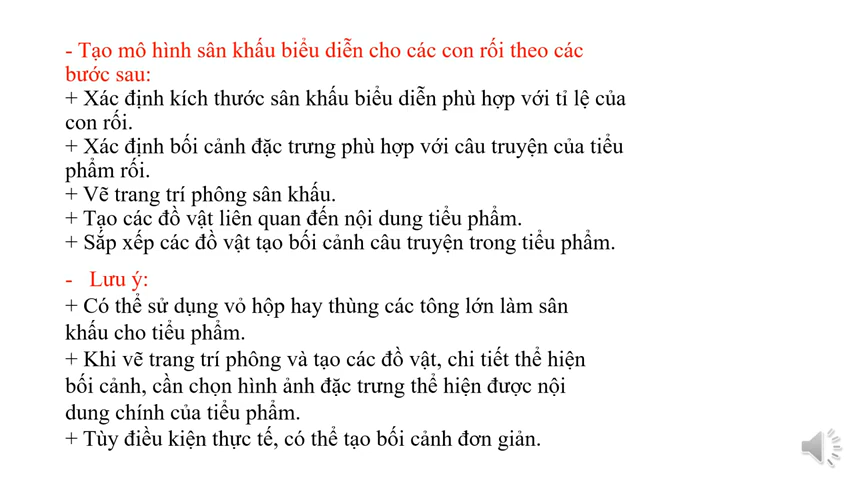 - Tạo mô hình sân khấu biểu diễn cho các con rối theo các
bước sau:
+ Xác định kích thước sân khấu biểu diễn phù hợp với tỉ lệ của
con rối.
+ Xác định bối cảnh đặc trưng phù hợp với câu truyện của tiểu
phẩm rối.
+ Vẽ trang trí phông sân khấu.
+ Tạo các đồ vật liên quan đến nội dung tiểu phẩm.
+ Sắp xếp các đồ vật tạo bối cảnh câu truyện trong tiểu phẩm.
- Lưu ý:
+ Có thể sử dụng vỏ hộp hay thùng các tông lớn làm sân
khấu cho tiểu phẩm.
+ Khi vẽ trang trí phông và tạo các đồ vật, chi tiết thể hiện
bối cảnh, cần chọn hình ảnh đặc trưng thể hiện được nội
dung chính của tiểu phẩm.
+ Tùy điều kiện thực tế, có thể tạo bối cảnh đơn giản.